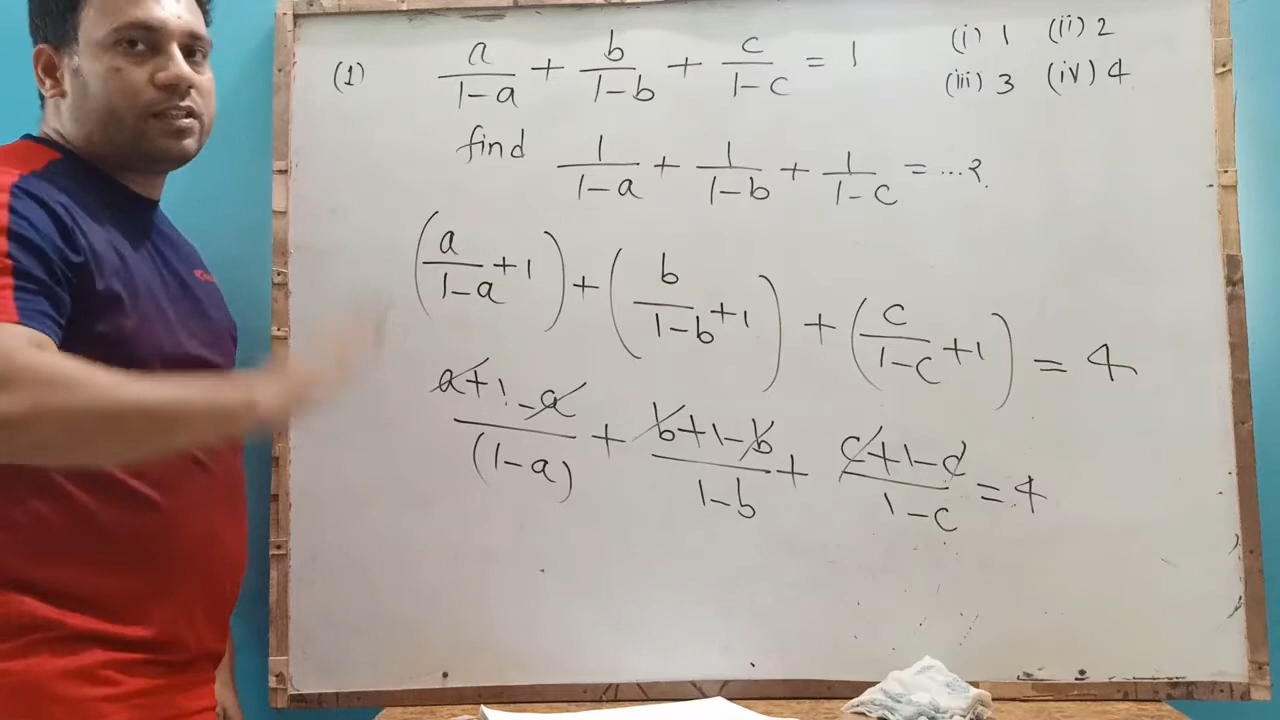 (1) a/(1-a) + b/(1-b) + c/(1-c) = 1
(i) 1 (ii) 2
(iii) 3 (iv) 4
find 1/(1-a) + 1/(1-b) + 1/(1-c) = ...?
(a/(1-a) + 1) + (b/(1-b) + 1) + (c/(1-c) + 1) = 4
(a+1-a)/(1-a) + (b+1-b)/(1-b) + (c+1-c)/(1-c) = 4